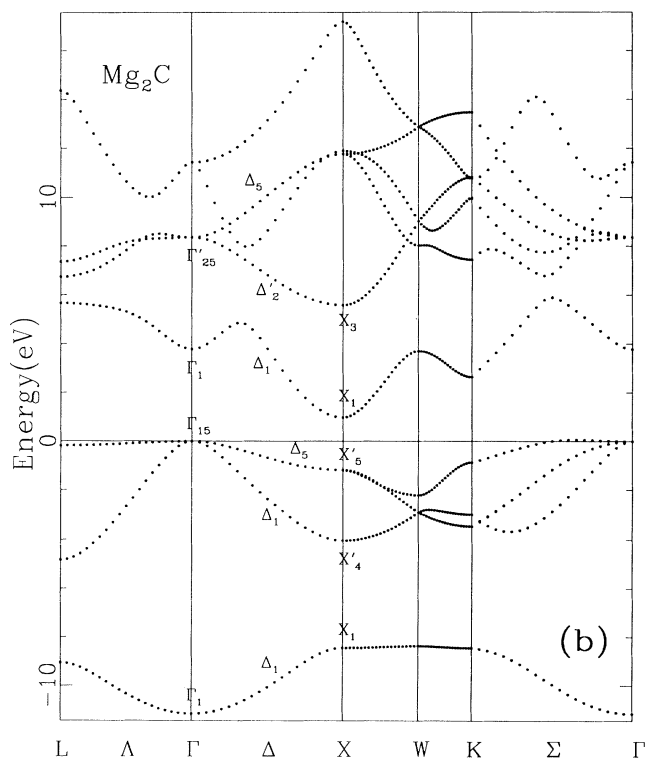 Mg₂C
Δ₅
10
Γ'₂₅
Δ'₂
X₃
Γ₁
Δ₁
X₁
Energy(eV)
Γ₁₅
0
Δ₅
X'₅
Δ₁
X'₄
X₁
(b)
Δ₁
-10
Γ₁
L Λ Γ Δ X W K Σ Γ